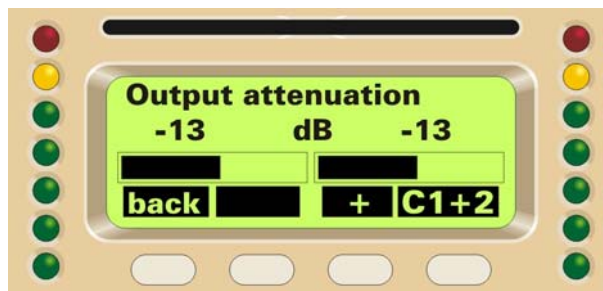 Output attenuation
-13 dB -13
back + C1+2